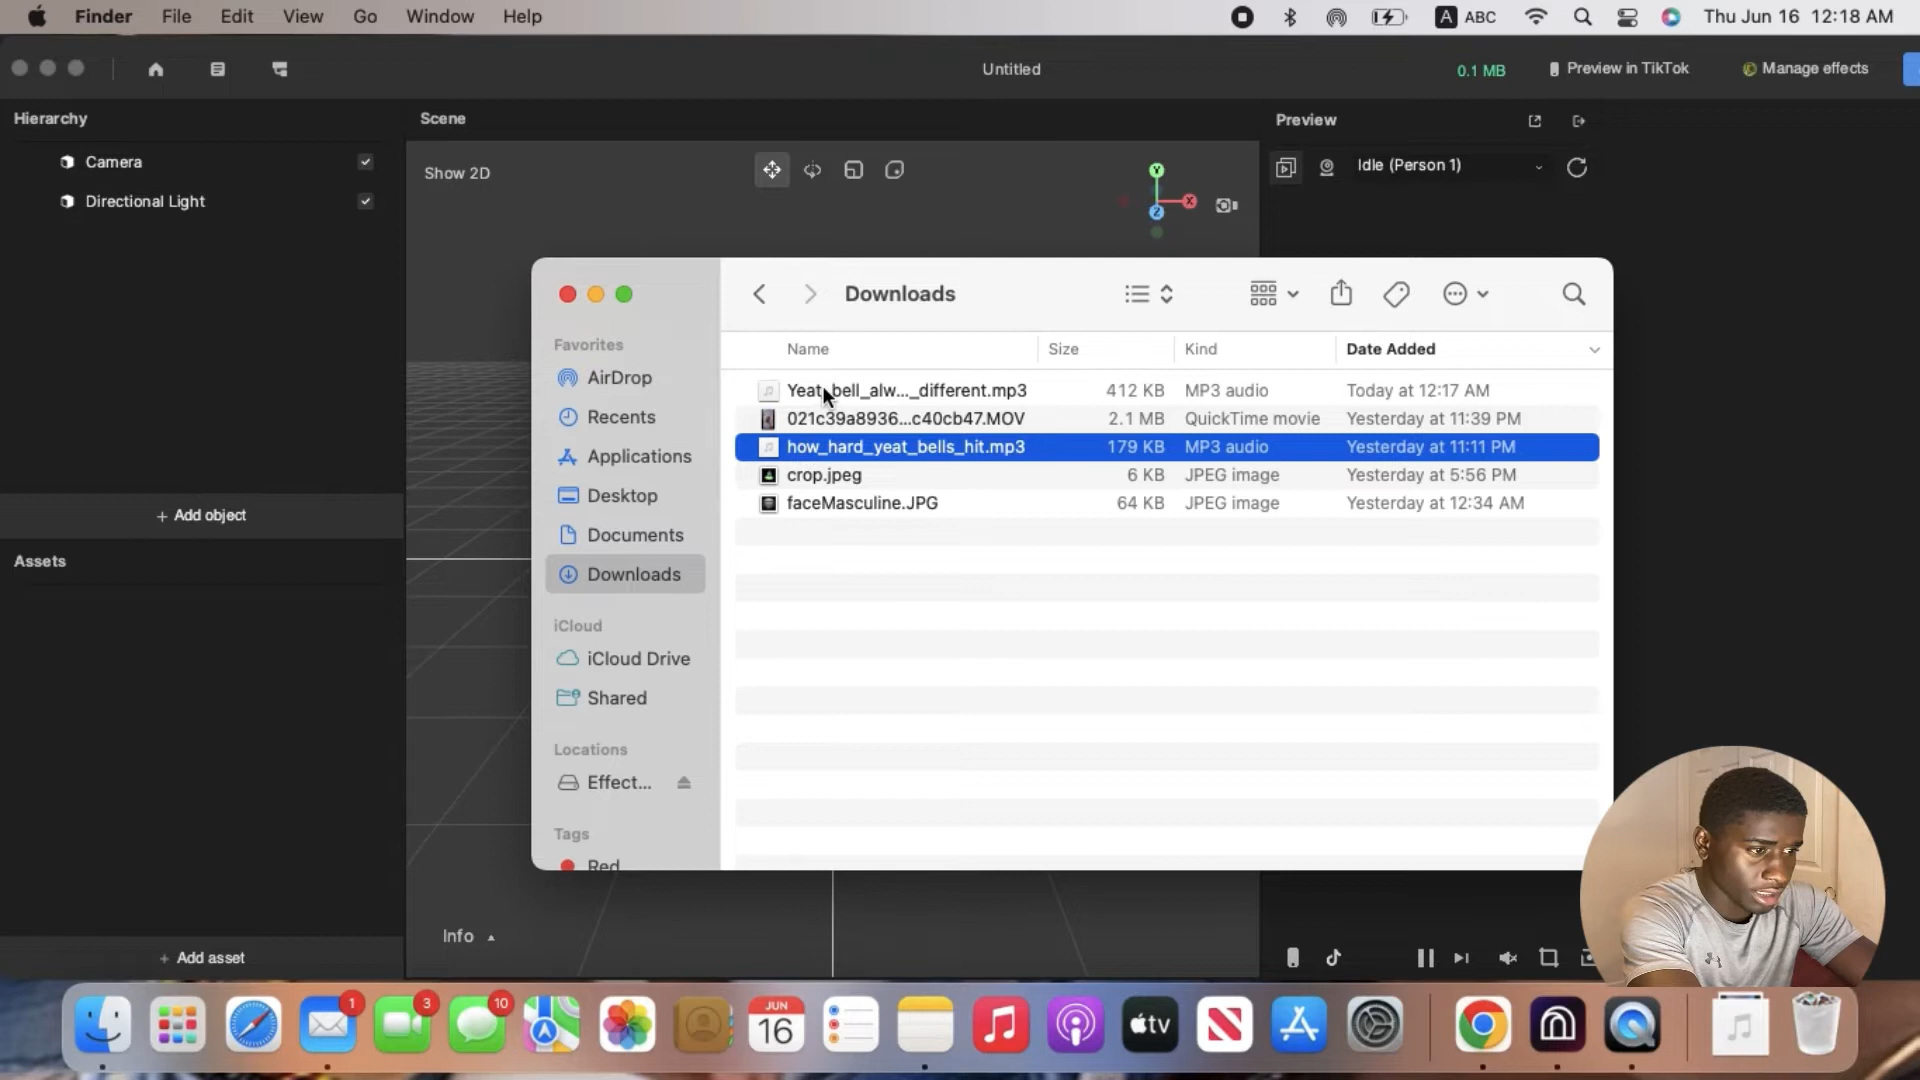 Finder File Edit View Go Window Help A ABC Thu Jun 16 12:18 AM
Untitled 0.1 MB Preview in TikTok Manage effects
Hierarchy
Camera
Directional Light
+ Add object
Assets
+ Add asset
Scene
Show 2D
Y
X
Z
Info
Preview
Idle (Person 1)
Downloads
Favorites
AirDrop
Recents
Applications
Desktop
Documents
Downloads
iCloud
iCloud Drive
Shared
Locations
Effect...
Tags
Red
Name Size Kind Date Added
Yeat_bell_alw..._different.mp3 412 KB MP3 audio Today at 12:17 AM
021c39a8936...c40cb47.MOV 2.1 MB QuickTime movie Yesterday at 11:39 PM
how_hard_yeat_bells_hit.mp3 179 KB MP3 audio Yesterday at 11:11 PM
crop.jpeg 6 KB JPEG image Yesterday at 5:56 PM
faceMasculine.JPG 64 KB JPEG image Yesterday at 12:34 AM
1
3
10
JUN
16
tv